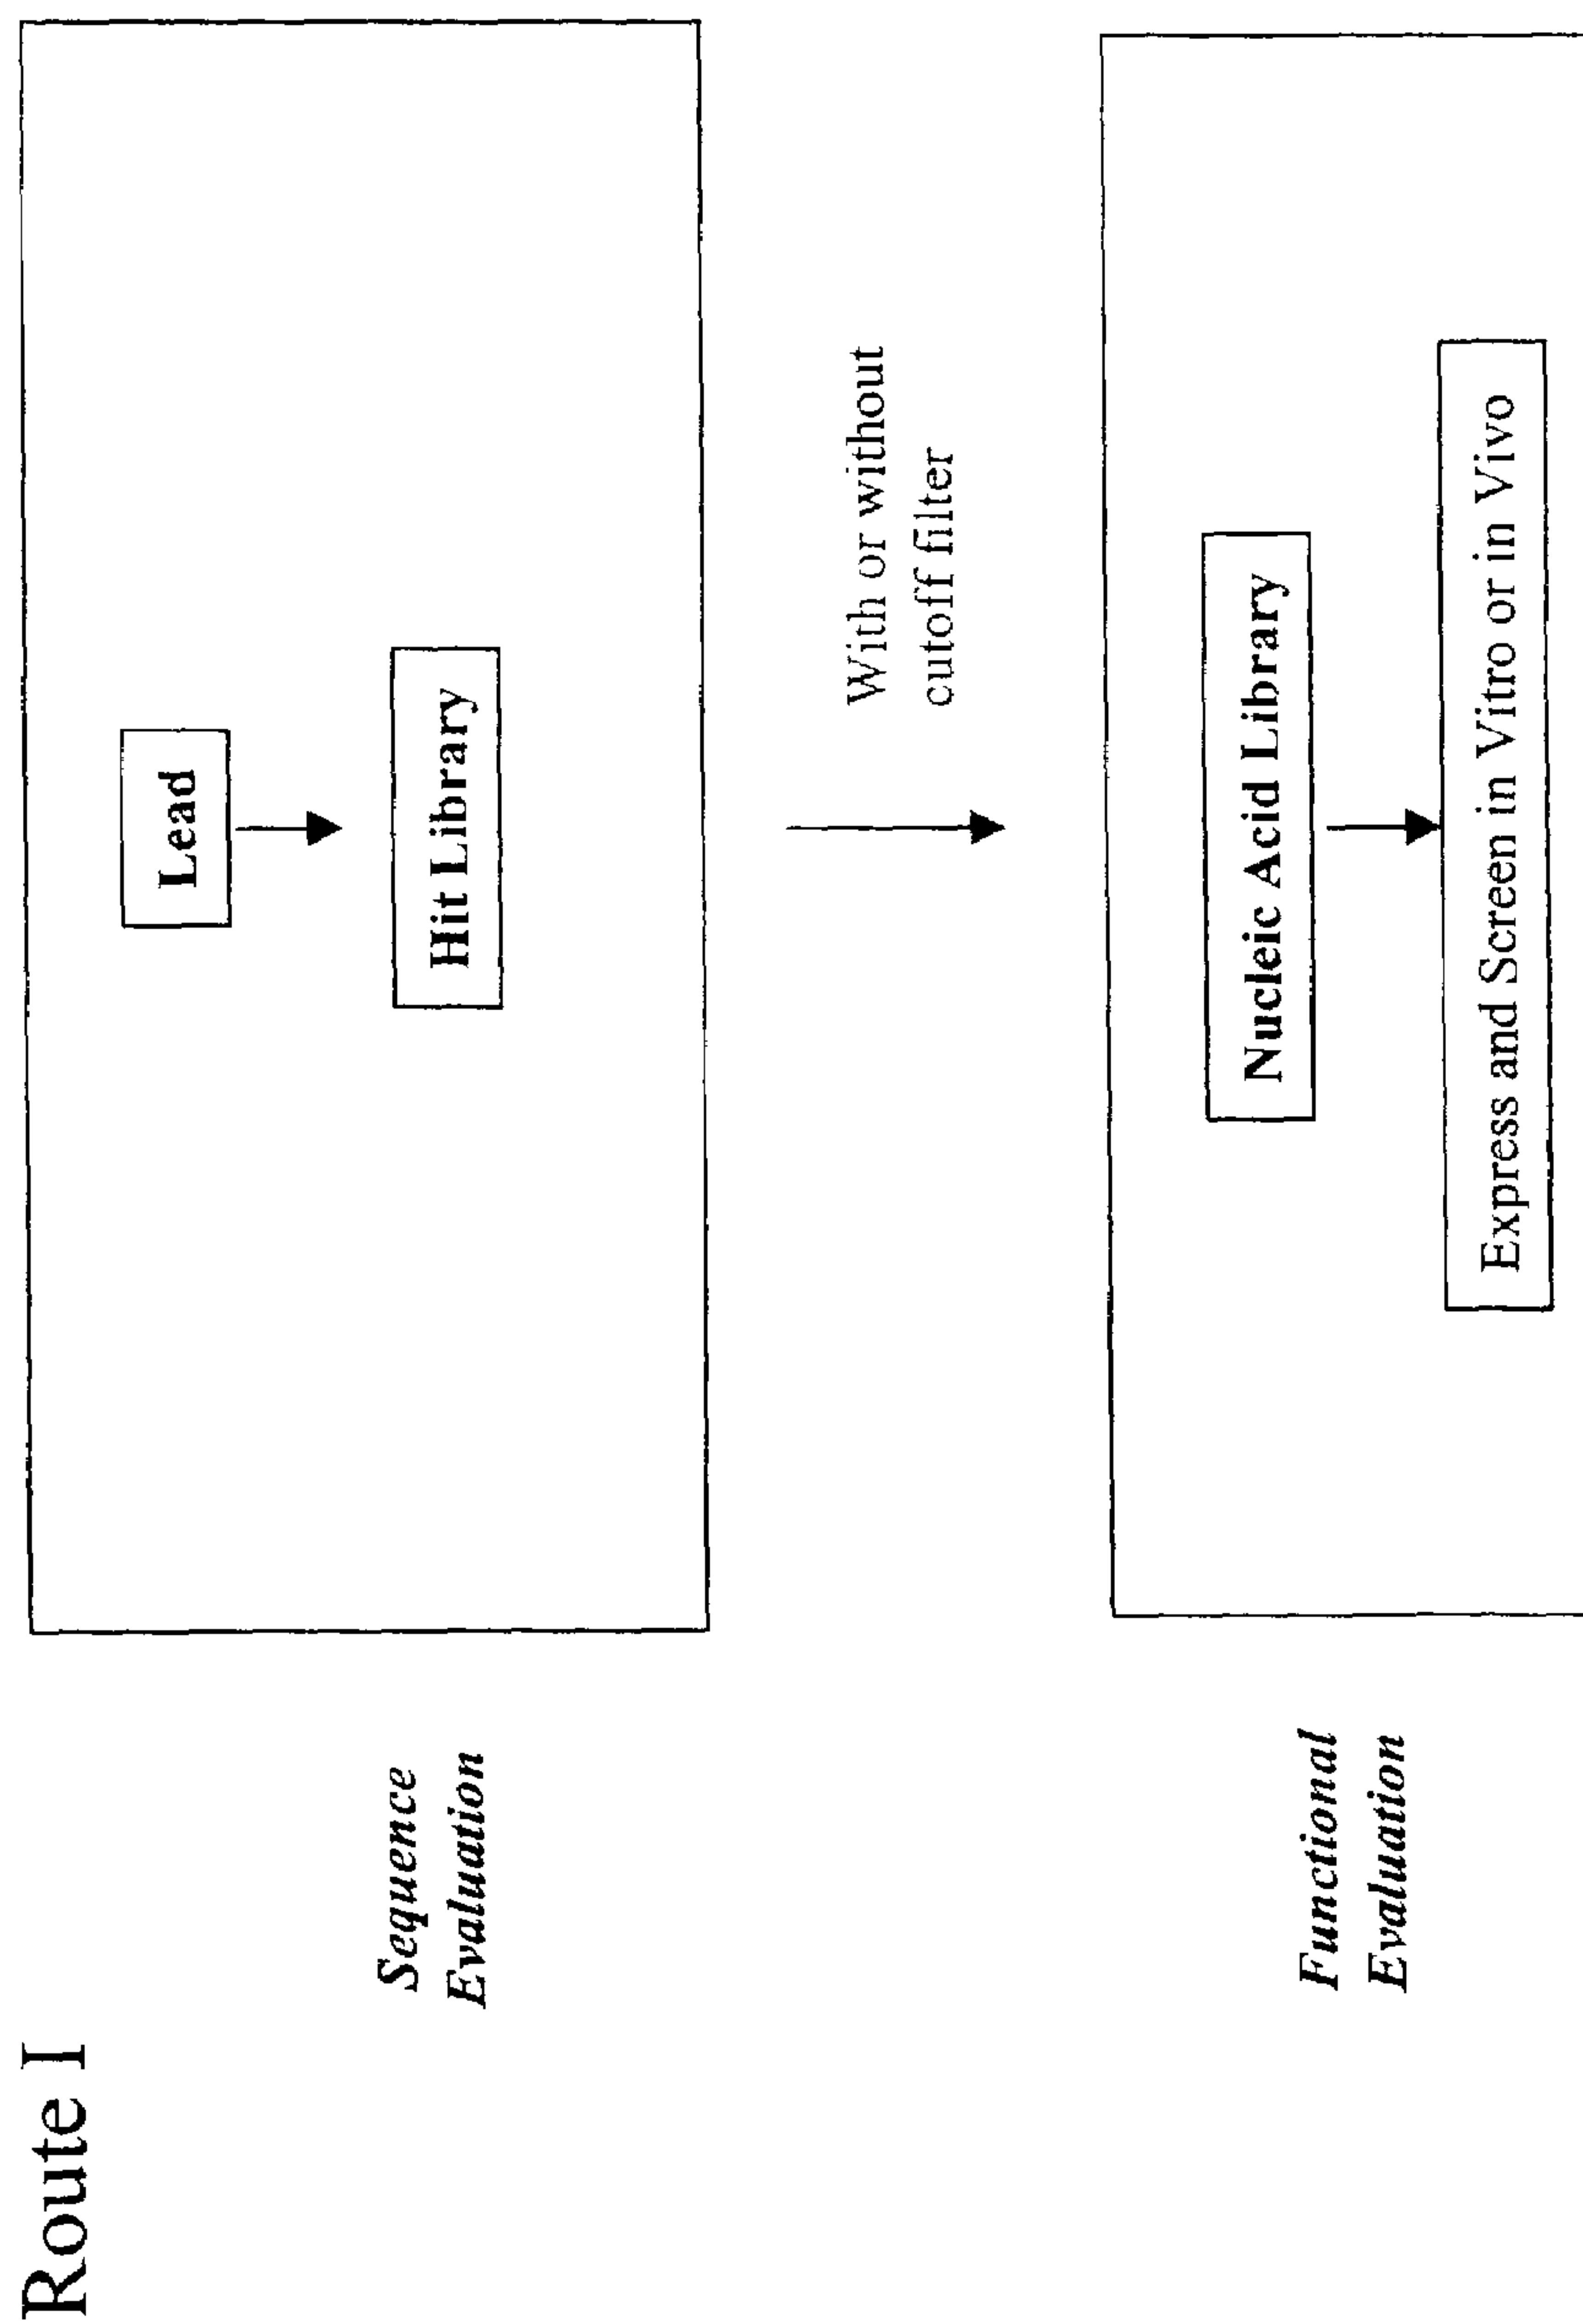 Route I
Sequence
Evaluation
Lead
Hit Library
With or without
cutoff filter
Functional
Evaluation
Nucleic Acid Library
Express and Screen in Vitro or in Vivo